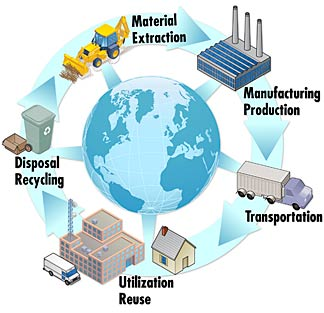 Material
Extraction
Manufacturing
Production
Transportation
Utilization
Reuse
Disposal
Recycling